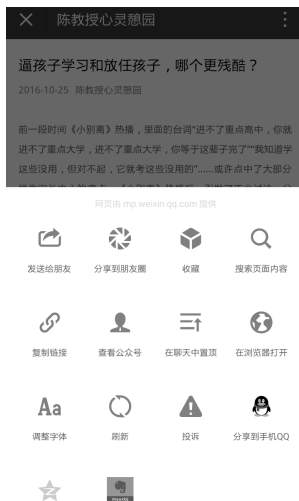 陈教授心灵憩园
逼孩子学习和放任孩子，哪个更残酷？
2016-10-25 陈教授心灵憩园
前一段时间《小别离》热播，里面的台词“进不了重点高中，你就
进不了重点大学，进不了重点大学，你等于这辈子完了”“我知道学
这些没用，但对不起，它就考这些没用的”……或许点中了大部分
网页由 mp.weixin.qq.com 提供
发送给朋友 分享到朋友圈 收藏 搜索页面内容
复制链接 查看公众号 在聊天中置顶 在浏览器打开
Aa
调整字体 刷新 投诉 分享到手机QQ